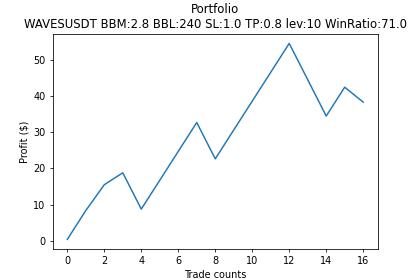 Portfolio
WAVESUSDT BBM:2.8 BBL:240 SL:1.0 TP:0.8 lev:10 WinRatio:71.0
50
40
30
20
10
0
Profit ($)
0 2 4 6 8 10 12 14 16
Trade counts